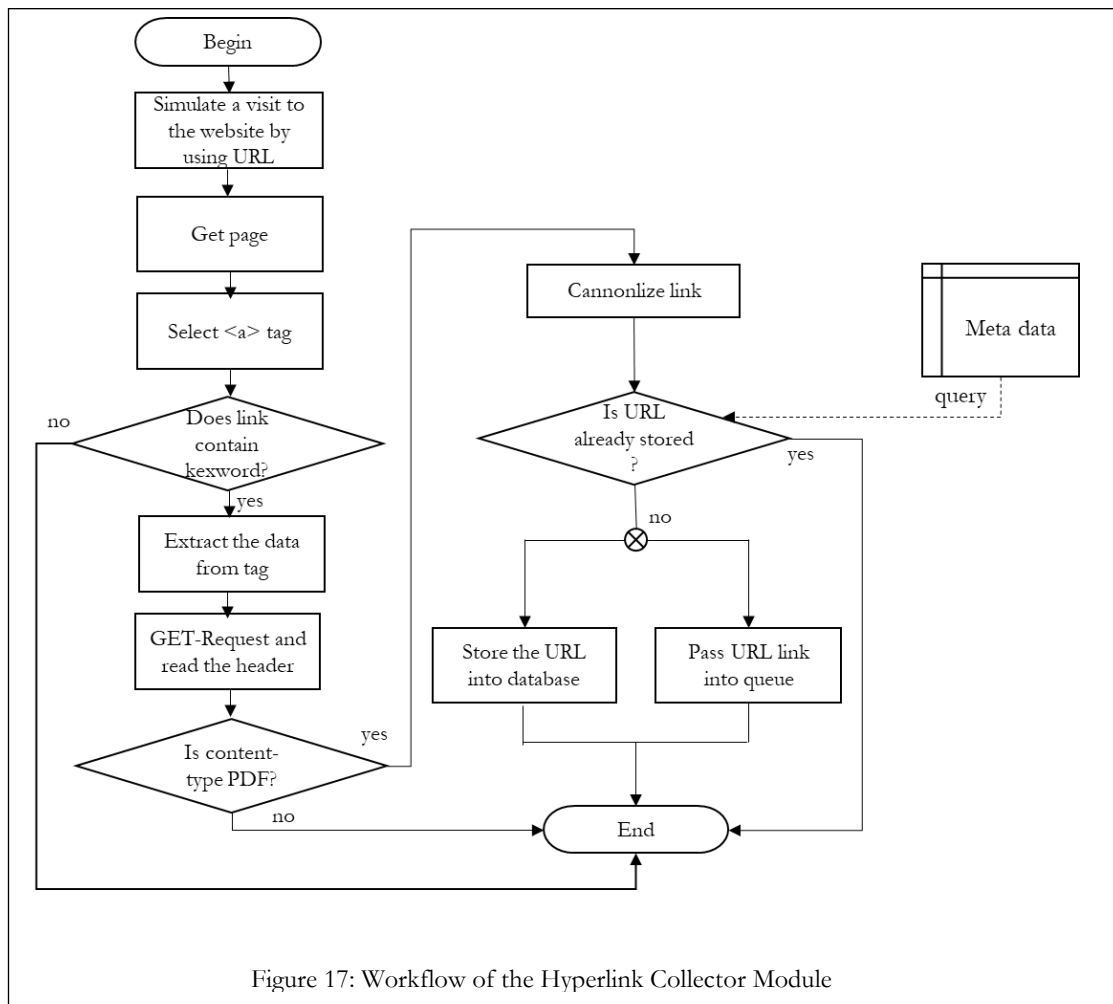 Begin
Simulate a visit to
the website by
using URL
Get page
Select <a> tag
no
Does link
contain
kexword?
yes
Extract the data
from tag
GET-Request and
read the header
yes
Is content-
type PDF?
no
Cannonlize link
Meta data
query
Is URL
already stored
?
yes
no
Store the URL
into database
Pass URL link
into queue
End
Figure 17: Workflow of the Hyperlink Collector Module